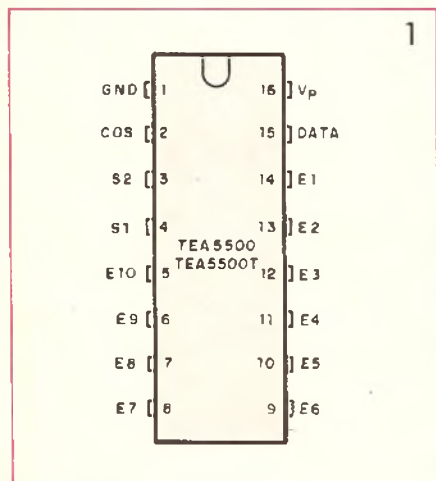 1
GND 1 16 Vp
COS 2 15 DATA
S2 3 14 E1
S1 4 13 E2
TEA5500
TEA5500T
E10 5 12 E3
E9 6 11 E4
E8 7 10 E5
E7 8 9 E6